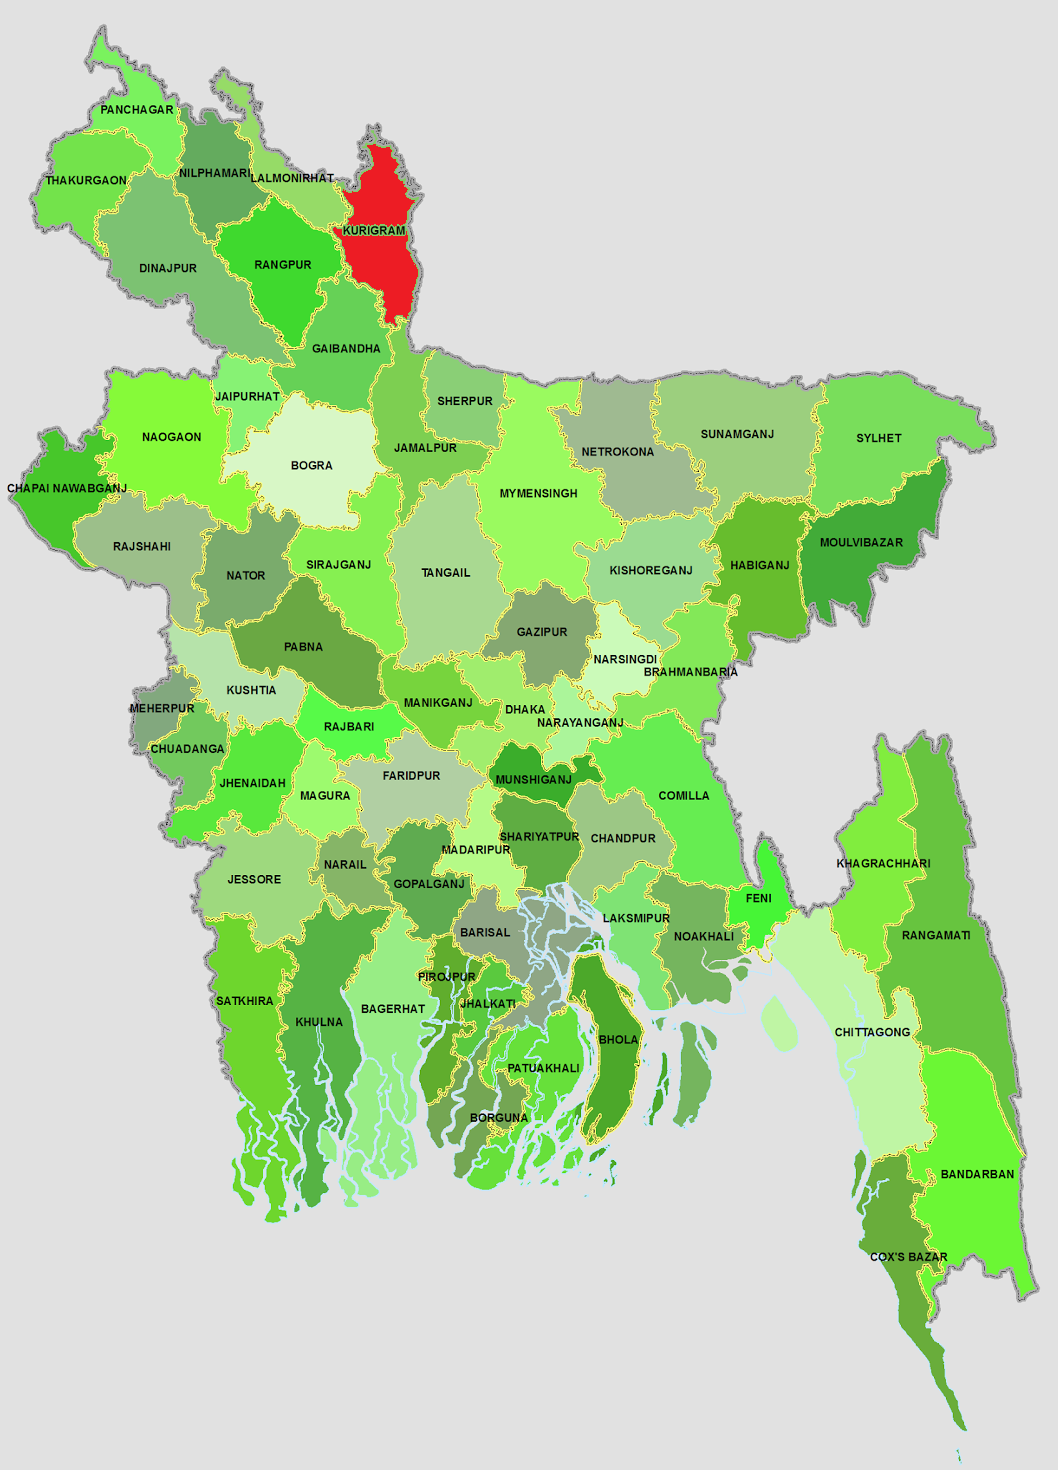 PANCHAGAR
THAKURGAON
NILPHAMARI
LALMONIRHAT
KURIGRAM
DINAJPUR
RANGPUR
GAIBANDHA
JAIPURHAT
SHERPUR
NAOGAON
BOGRA
JAMALPUR
NETROKONA
SUNAMGANJ
SYLHET
CHAPAI NAWABGANJ
MYMENSINGH
RAJSHAHI
NATOR
SIRAJGANJ
TANGAIL
KISHOREGANJ
HABIGANJ
MOULVIBAZAR
PABNA
GAZIPUR
NARSINGDI
BRAHMANBARIA
KUSHTIA
MEHERPUR
RAJBARI
MANIKGANJ
DHAKA
NARAYANGANJ
CHUADANGA
JHENAIDAH
MAGURA
FARIDPUR
MUNSHIGANJ
COMILLA
JESSORE
NARAIL
GOPALGANJ
MADARIPUR
SHARIYATPUR
CHANDPUR
KHAGRACHHARI
FENI
BARISAL
LAKSMIPUR
NOAKHALI
RANGAMATI
SATKHIRA
KHULNA
BAGERHAT
PIROJPUR
JHALKATI
BHOLA
CHITTAGONG
PATUAKHALI
BORGUNA
BANDARBAN
COX'S BAZAR